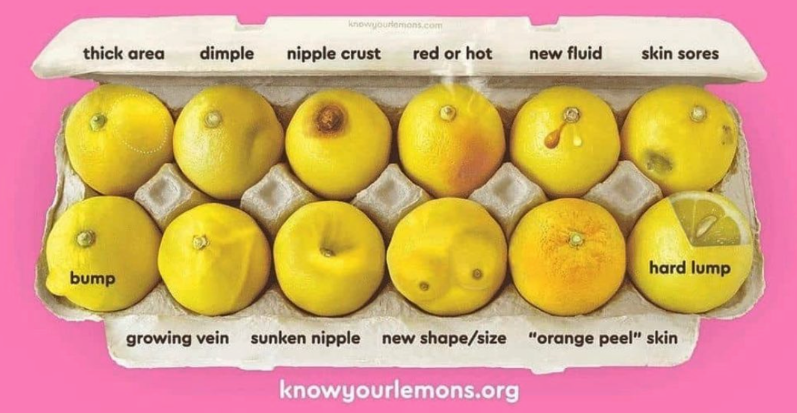 knowyourlemons.com
thick area dimple nipple crust red or hot new fluid skin sores
bump
hard lump
growing vein sunken nipple new shape/size "orange peel" skin
knowyourlemons.org